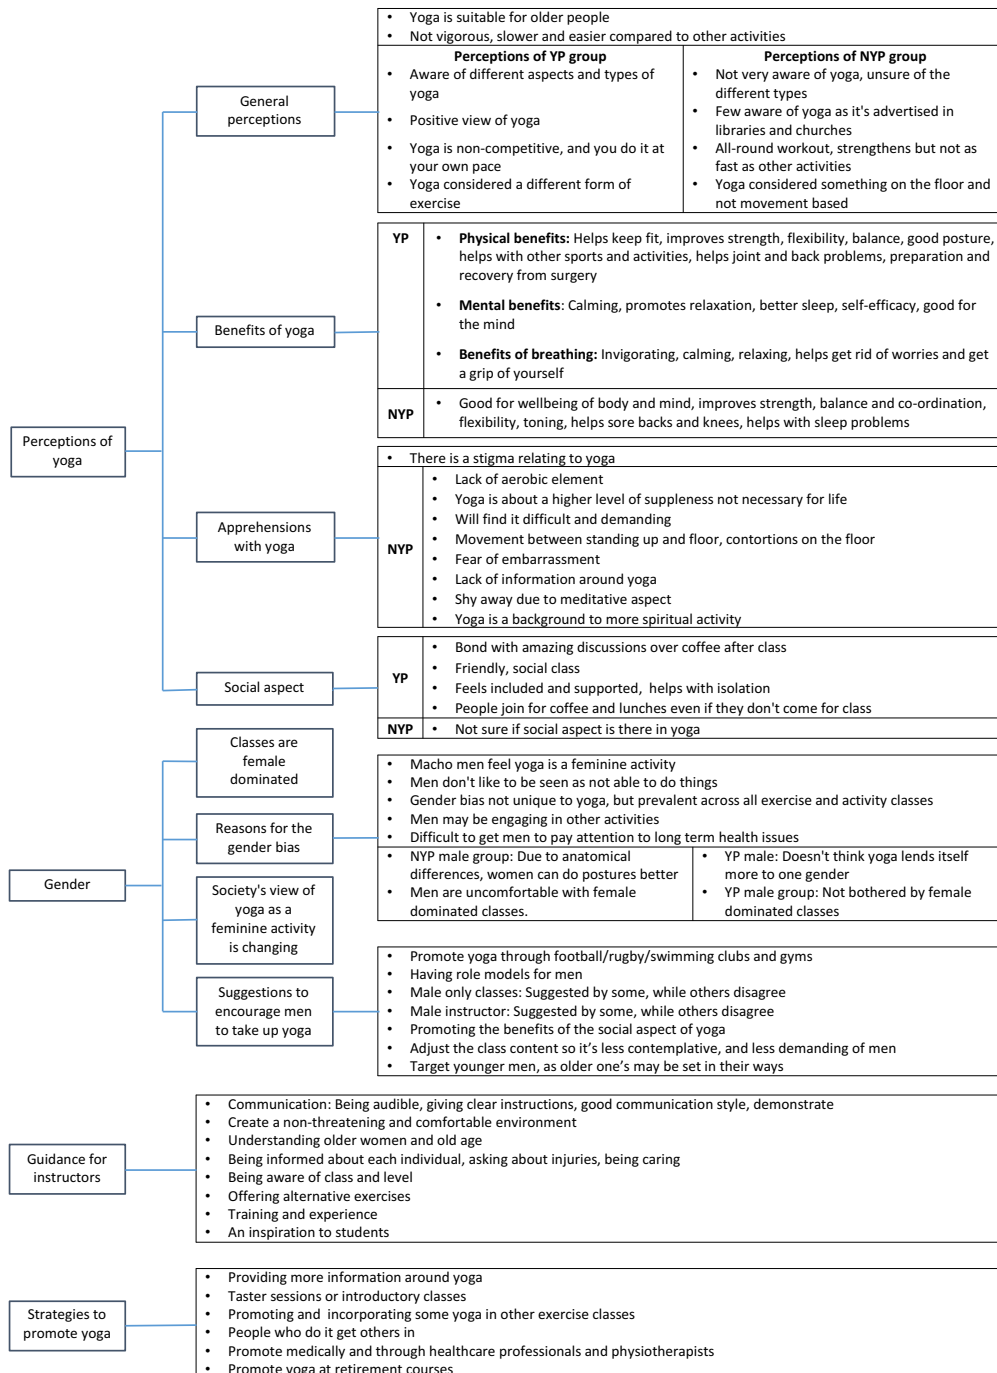 • Yoga is suitable for older people
• Not vigorous, slower and easier compared to other activities
General
perceptions
Perceptions of YP group
• Aware of different aspects and types of
yoga
• Positive view of yoga
• Yoga is non-competitive, and you do it at
your own pace
• Yoga considered a different form of
exercise
Perceptions of NYP group
• Not very aware of yoga, unsure of the
different types
• Few aware of yoga as it's advertised in
libraries and churches
• All-round workout, strengthens but not as
fast as other activities
• Yoga considered something on the floor and
not movement based
Perceptions of
yoga
Benefits of yoga
YP
• Physical benefits: Helps keep fit, improves strength, flexibility, balance, good posture,
helps with other sports and activities, helps joint and back problems, preparation and
recovery from surgery
• Mental benefits: Calming, promotes relaxation, better sleep, self-efficacy, good for
the mind
• Benefits of breathing: Invigorating, calming, relaxing, helps get rid of worries and get
a grip of yourself
NYP
• Good for wellbeing of body and mind, improves strength, balance and co-ordination,
flexibility, toning, helps sore backs and knees, helps with sleep problems
Apprehensions
with yoga
• There is a stigma relating to yoga
NYP
• Lack of aerobic element
• Yoga is about a higher level of suppleness not necessary for life
• Will find it difficult and demanding
• Movement between standing up and floor, contortions on the floor
• Fear of embarrassment
• Lack of information around yoga
• Shy away due to meditative aspect
• Yoga is a background to more spiritual activity
Social aspect
YP
• Bond with amazing discussions over coffee after class
• Friendly, social class
• Feels included and supported, helps with isolation
• People join for coffee and lunches even if they don't come for class
NYP
• Not sure if social aspect is there in yoga
Gender
Classes are
female
dominated
Reasons for the
gender bias
• Macho men feel yoga is a feminine activity
• Men don't like to be seen as not able to do things
• Gender bias not unique to yoga, but prevalent across all exercise and activity classes
• Men may be engaging in other activities
• Difficult to get men to pay attention to long term health issues
• NYP male group: Due to anatomical
differences, women can do postures better
• Men are uncomfortable with female
dominated classes.
• YP male: Doesn't think yoga lends itself
more to one gender
• YP male group: Not bothered by female
dominated classes
Society's view of
yoga as a
feminine activity
is changing
Suggestions to
encourage men
to take up yoga
• Promote yoga through football/rugby/swimming clubs and gyms
• Having role models for men
• Male only classes: Suggested by some, while others disagree
• Male instructor: Suggested by some, while others disagree
• Promoting the benefits of the social aspect of yoga
• Adjust the class content so it's less contemplative, and less demanding of men
• Target younger men, as older one's may be set in their ways
Guidance for
instructors
• Communication: Being audible, giving clear instructions, good communication style, demonstrate
• Create a non-threatening and comfortable environment
• Understanding older women and old age
• Being informed about each individual, asking about injuries, being caring
• Being aware of class and level
• Offering alternative exercises
• Training and experience
• An inspiration to students
Strategies to
promote yoga
• Providing more information around yoga
• Taster sessions or introductory classes
• Promoting and incorporating some yoga in other exercise classes
• People who do it get others in
• Promote medically and through healthcare professionals and physiotherapists
• Promote yoga at retirement courses